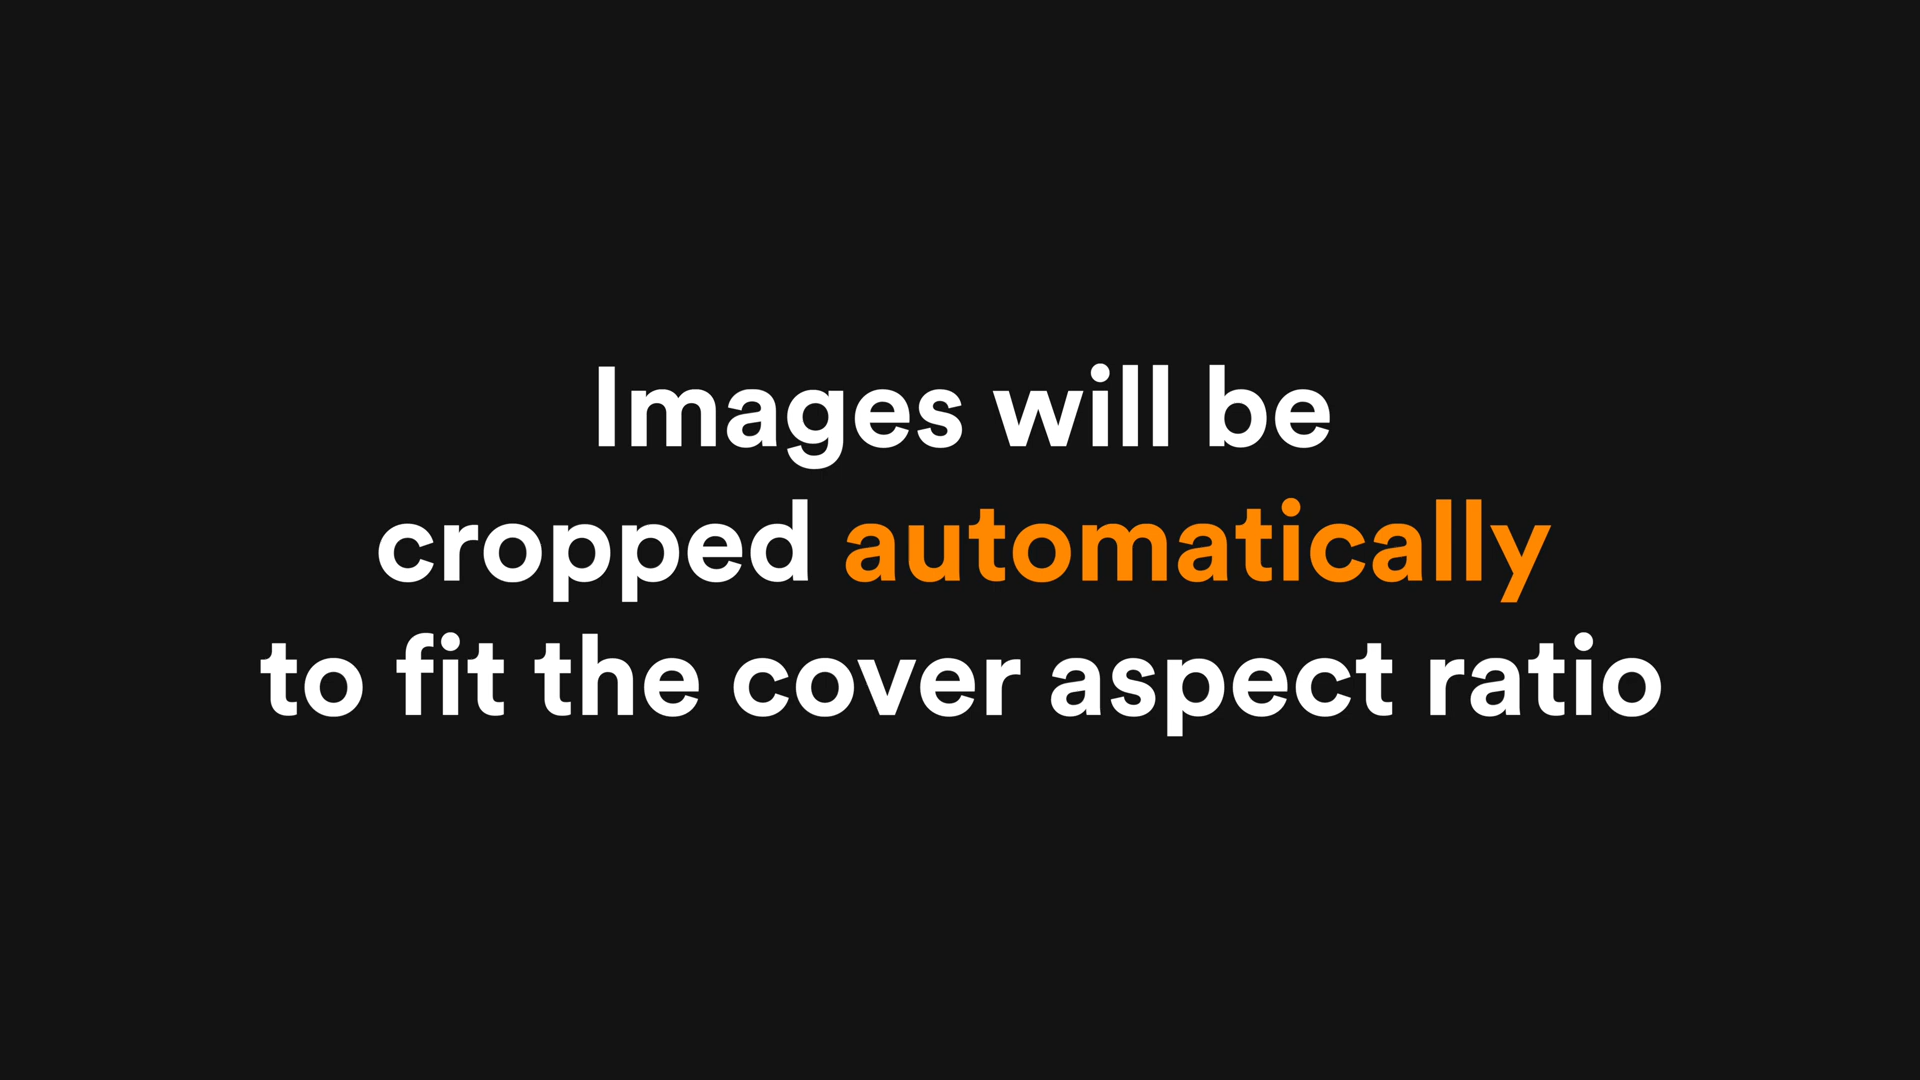 Images will be
cropped automatically
to fit the cover aspect ratio